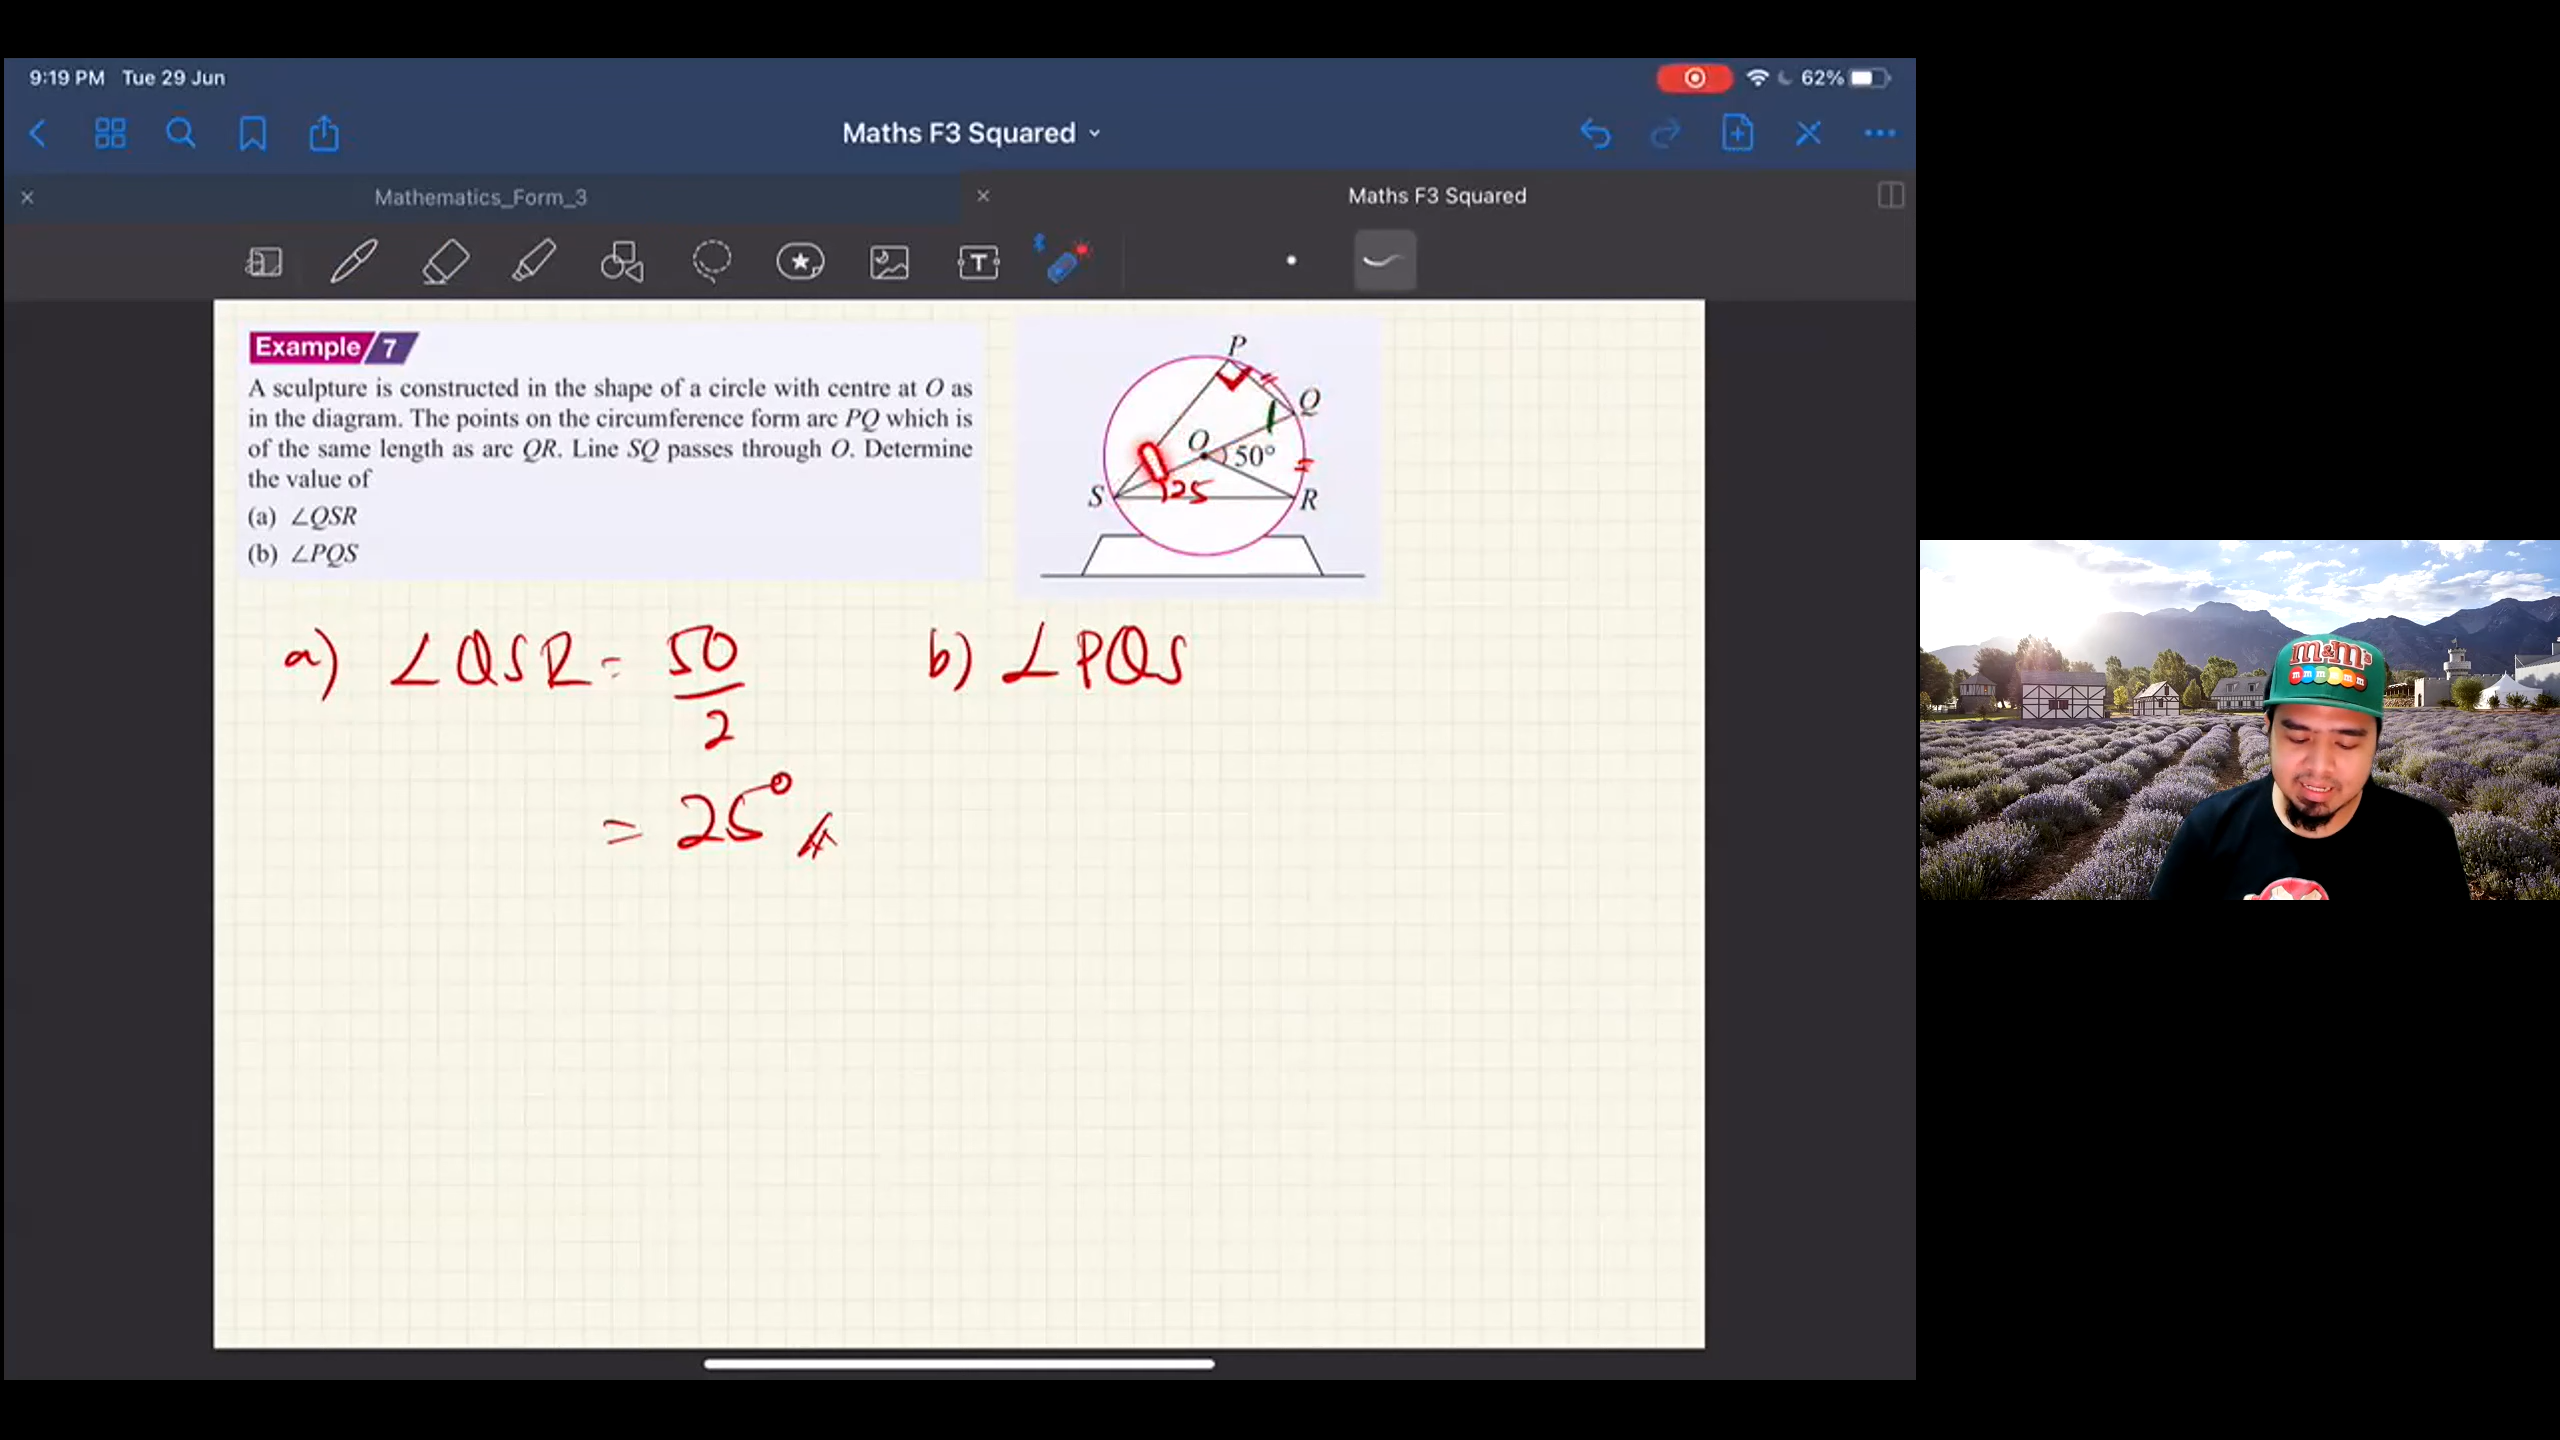 9:19 PM Tue 29 Jun
62%
Maths F3 Squared
Mathematics_Form_3
Maths F3 Squared
T
Example 7
A sculpture is constructed in the shape of a circle with centre at O as
in the diagram. The points on the circumference form arc PQ which is
of the same length as arc QR. Line SQ passes through O. Determine
the value of
(a) ∠QSR
(b) ∠PQS
P
Q
O
50°
S
25
R
a) ∠QSR = 50/2
= 25°
b) ∠PQS
m&m's
m m m m m